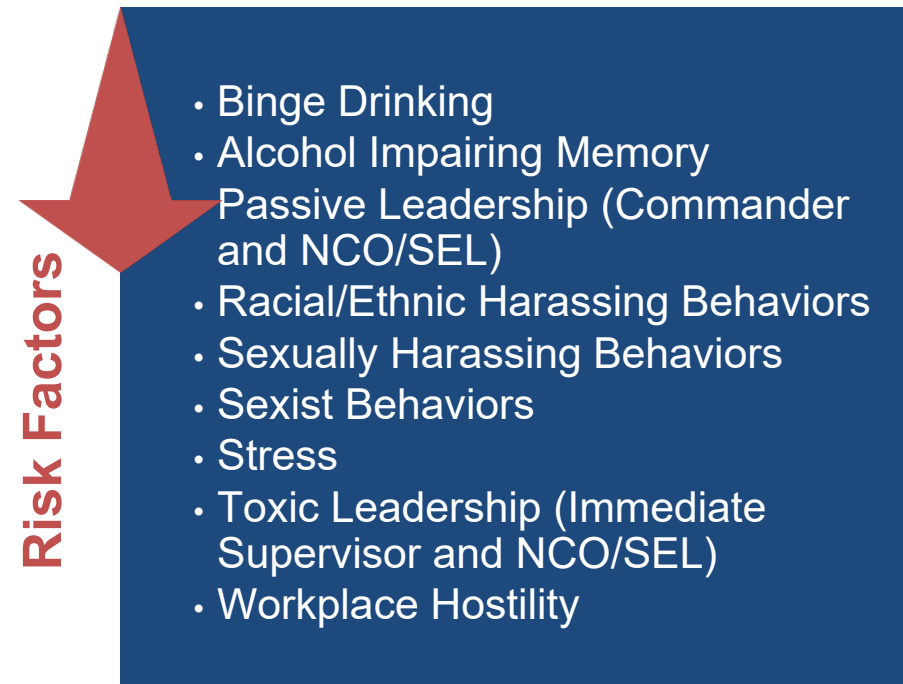 Risk Factors
• Binge Drinking
• Alcohol Impairing Memory
Passive Leadership (Commander
and NCO/SEL)
• Racial/Ethnic Harassing Behaviors
• Sexually Harassing Behaviors
• Sexist Behaviors
• Stress
• Toxic Leadership (Immediate
Supervisor and NCO/SEL)
• Workplace Hostility